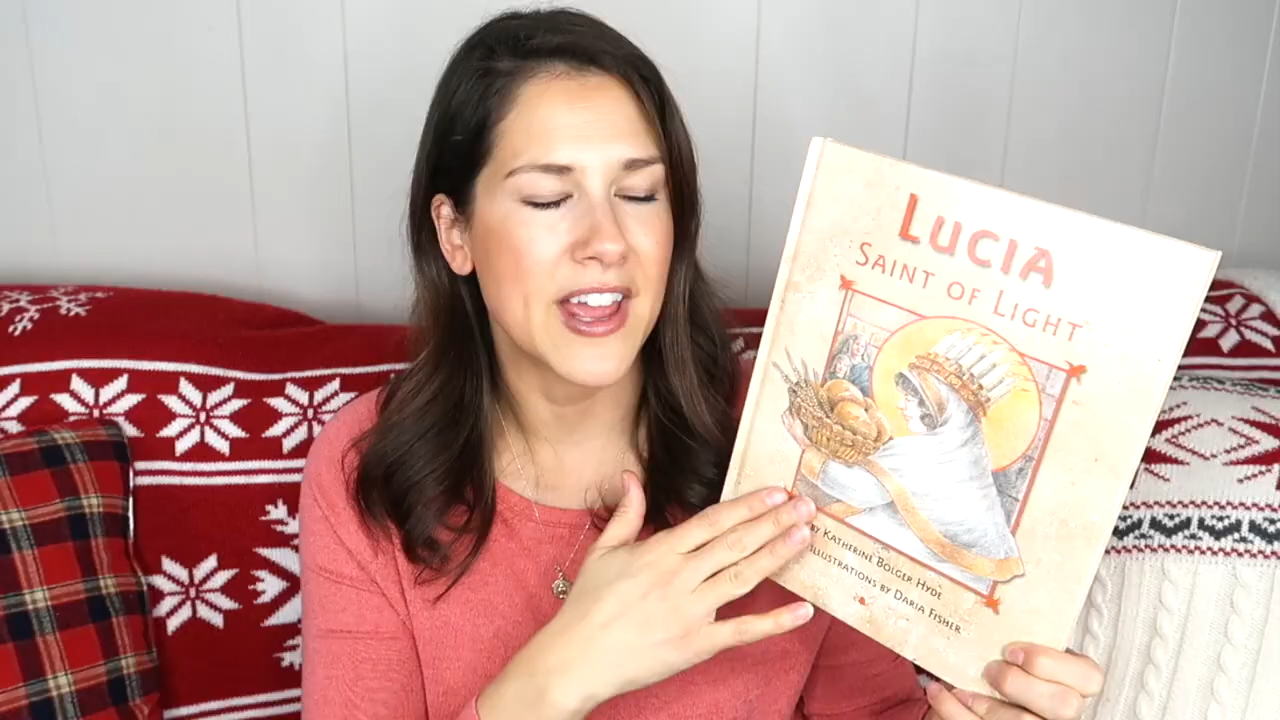 LUCIA
SAINT OF LIGHT
BY KATHERINE BOLGER HYDE
ILLUSTRATIONS BY DARIA FISHER